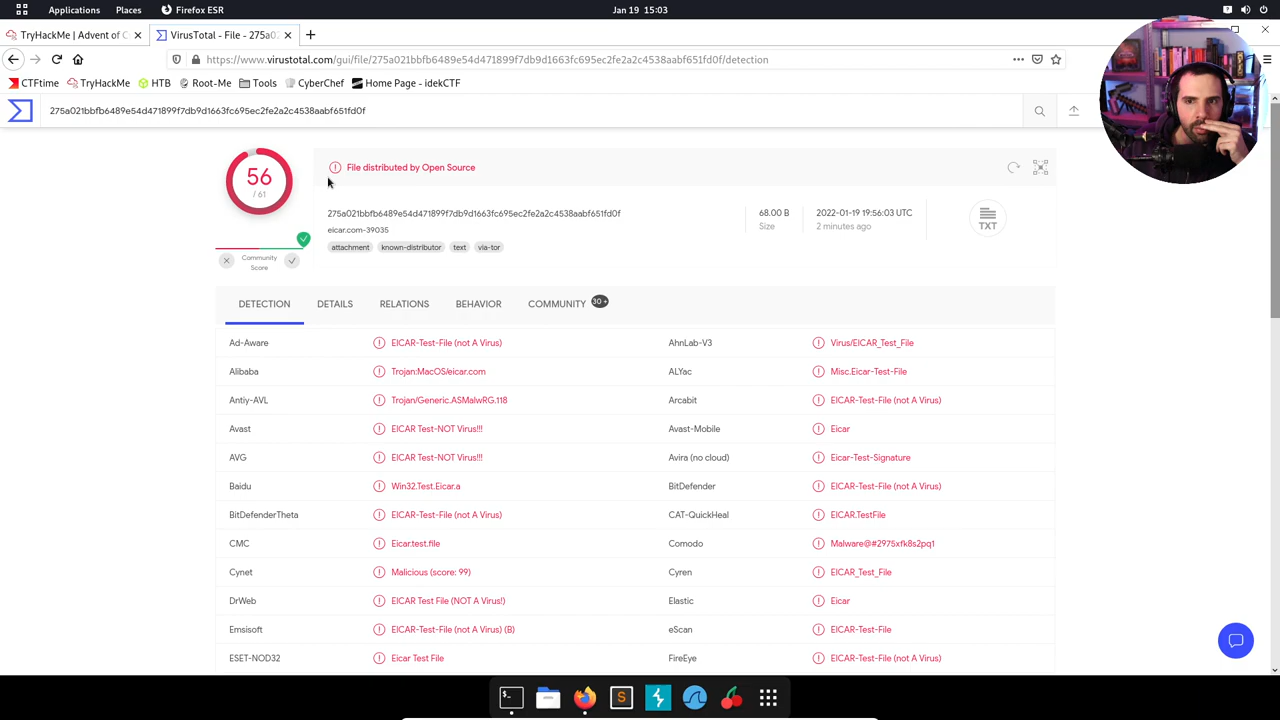 Applications Places Firefox ESR Jan 19 15:03
TryHackMe | Advent of C × VirusTotal - File - 275a0 × +
https://www.virustotal.com/gui/file/275a021bbfb6489e54d471899f7db9d1663fc695ec2fe2a2c4538aabf651fd0f/detection
CTFtime TryHackMe HTB Root-Me Tools CyberChef Home Page - idekCTF
275a021bbfb6489e54d471899f7db9d1663fc695ec2fe2a2c4538aabf651fd0f
56
/ 61
File distributed by Open Source
275a021bbfb6489e54d471899f7db9d1663fc695ec2fe2a2c4538aabf651fd0f
eicar.com-39035
attachment known-distributor text via-tor
68.00 B
Size
2022-01-19 19:56:03 UTC
2 minutes ago
TXT
Community
Score
DETECTION DETAILS RELATIONS BEHAVIOR COMMUNITY 30+
Ad-Aware EICAR-Test-File (not A Virus) AhnLab-V3 Virus/EICAR_Test_File
Alibaba Trojan:MacOS/eicar.com ALYac Misc.Eicar-Test-File
Antiy-AVL Trojan/Generic.ASMalwRG.118 Arcabit EICAR-Test-File (not A Virus)
Avast EICAR Test-NOT Virus!!! Avast-Mobile Eicar
AVG EICAR Test-NOT Virus!!! Avira (no cloud) Eicar-Test-Signature
Baidu Win32.Test.Eicar.a BitDefender EICAR-Test-File (not A Virus)
BitDefenderTheta EICAR-Test-File (not A Virus) CAT-QuickHeal EICAR.TestFile
CMC Eicar.test.file Comodo Malware@#2975xfk8s2pq1
Cynet Malicious (score: 99) Cyren EICAR_Test_File
DrWeb EICAR Test File (NOT A Virus!) Elastic Eicar
Emsisoft EICAR-Test-File (not A Virus) (B) eScan EICAR-Test-File
ESET-NOD32 Eicar Test File FireEye EICAR-Test-File (not A Virus)